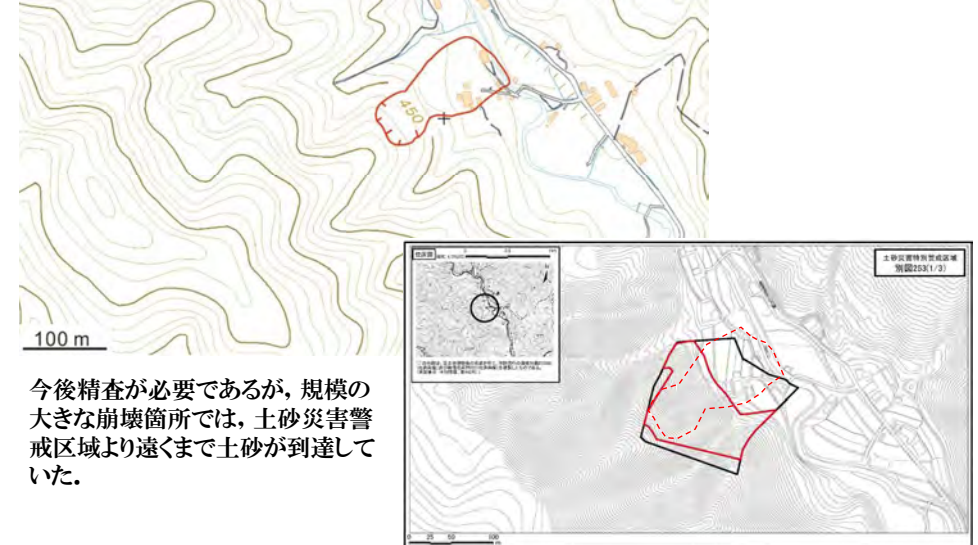 450
100 m
今後精査が必要であるが，規模の
大きな崩壊箇所では，土砂災害警
戒区域より遠くまで土砂が到達して
いた．
位置図
土砂災害特別警戒区域
別図253(1/3)
0 25 50 100
m